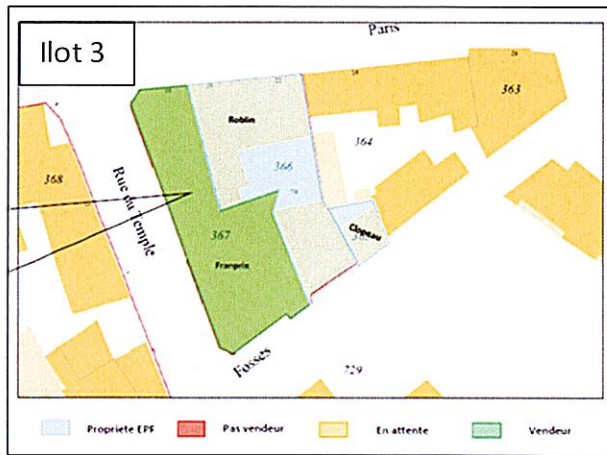 Ilot 3
Paris
363
Roblin
364
366
368
Rue du Temple
367
Clopeau
Franprix
Fosses
729
Propriete EPF
Pas vendeur
En attente
Vendeur